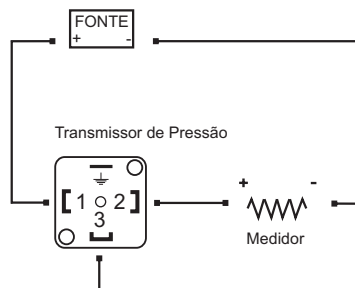 FONTE
+ -
Transmissor de Pressão
1 2
3
+ -
Medidor